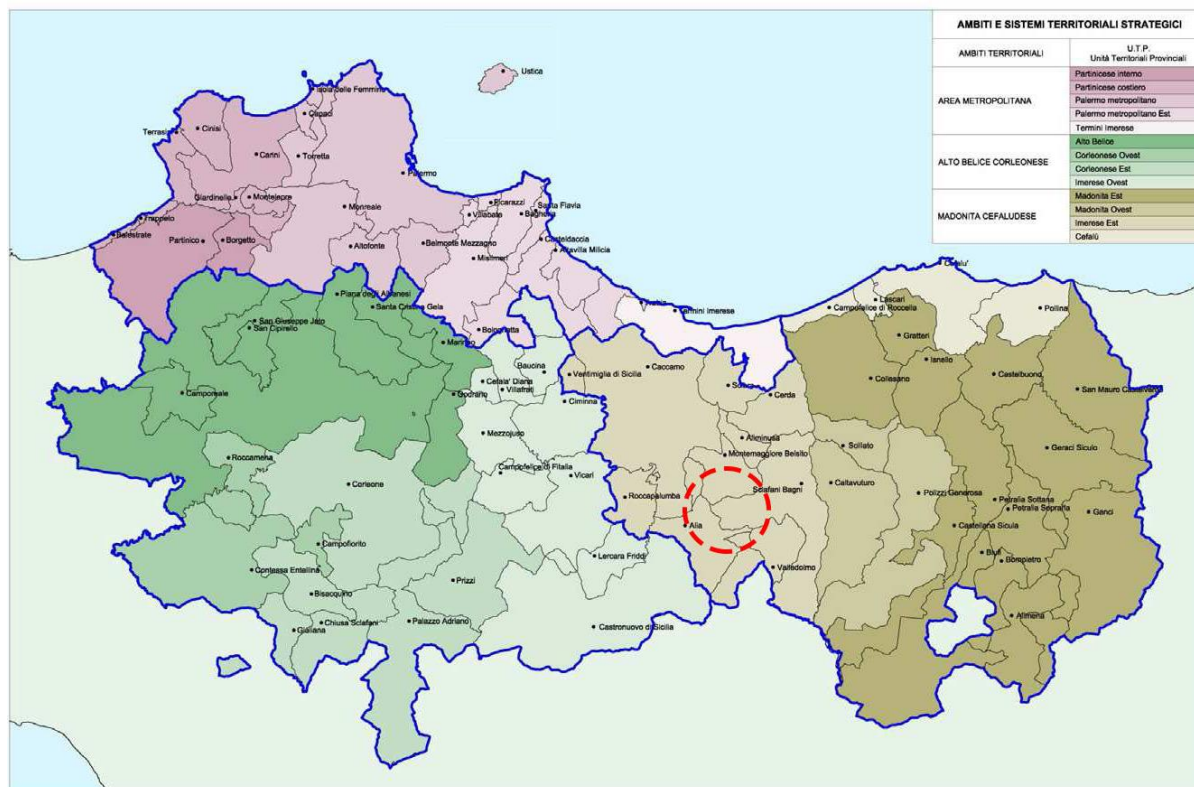 AMBITI E SISTEMI TERRITORIALI STRATEGICI
AMBITI TERRITORIALI
U.T.P.
Unità Territoriali Provinciali
AREA METROPOLITANA
Partinicese interno
Partinicese costiero
Palermo metropolitano
Palermo metropolitano Est
Termini Imerese
ALTO BELICE CORLEONESE
Alto Belice
Corleonese Ovest
Corleonese Est
Imerese Ovest
MADONITA CEFALUDESE
Madonita Est
Madonita Ovest
Imerese Est
Cefalù
Ustica
Isola delle Femmine
Capaci
Cinisi
Terrasini
Carini
Torretta
Palermo
Giardinello
Montelepre
Monreale
Ficarazzi
Santa Flavia
Villabate
Bagheria
Trappeto
Balestrate
Partinico
Borgetto
Altofonte
Belmonte Mezzagno
Misilmeri
Casteldaccia
Altavilla Milicia
Cefalu'
Piana degli Albanesi
Santa Cristina Gela
Trabia
Termini Imerese
Lascari
Campofelice di Roccella
Pollina
San Giuseppe Jato
San Cipirello
Bolognetta
Marineo
Gratteri
Isnello
Baucina
Ventimiglia di Sicilia
Caccamo
Collesano
Castelbuono
Cefala' Diana
Villafrati
Sciara
San Mauro Castelverde
Camporeale
Godrano
Ciminna
Cerda
Mezzojuso
Aliminusa
Sclillato
Geraci Siculo
Roccamena
Montemaggiore Belsito
Campofelice di Fitalia
Vicari
Corleone
Sclafani Bagni
Caltavuturo
Polizzi Generosa
Roccapalumba
Petralia Sottana
Petralia Soprana
Ganci
Alia
Castellana Sicula
Campofiorito
Lercara Friddi
Blufi
Bompietro
Contessa Entellina
Valledolmo
Prizzi
Bisacquino
Alimena
Chiusa Sclafani
Palazzo Adriano
Giuliana
Castronuovo di Sicilia